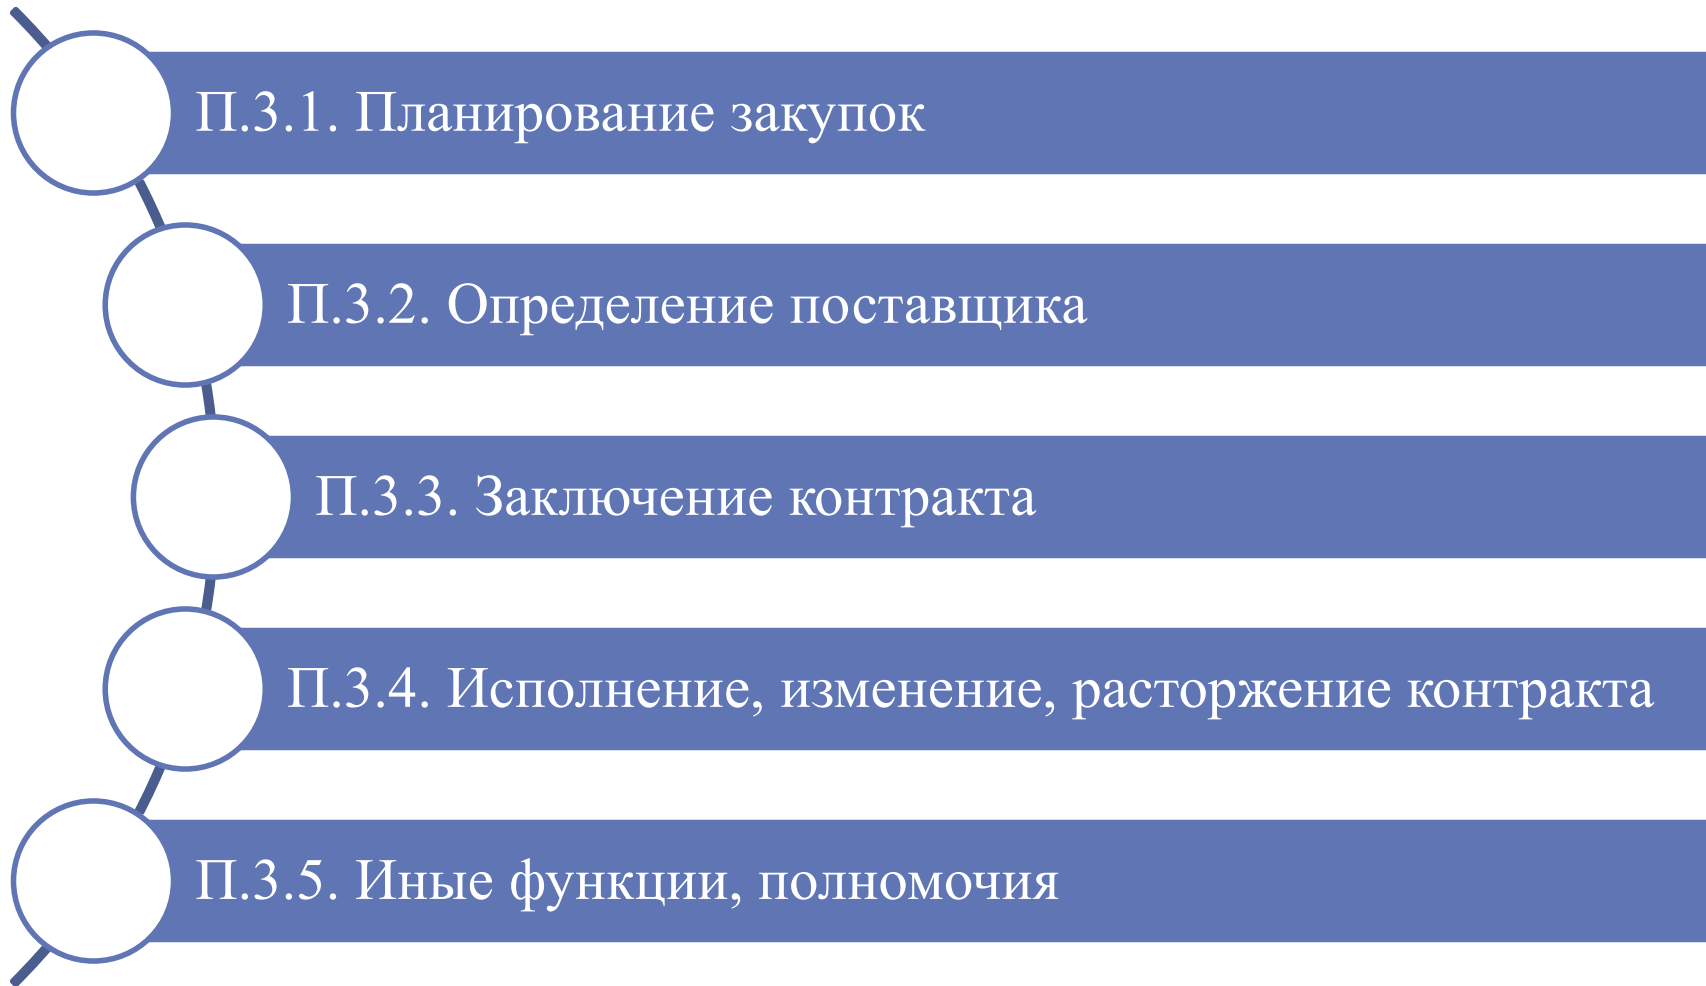 П.3.1. Планирование закупок
П.3.2. Определение поставщика
П.3.3. Заключение контракта
П.3.4. Исполнение, изменение, расторжение контракта
П.3.5. Иные функции, полномочия